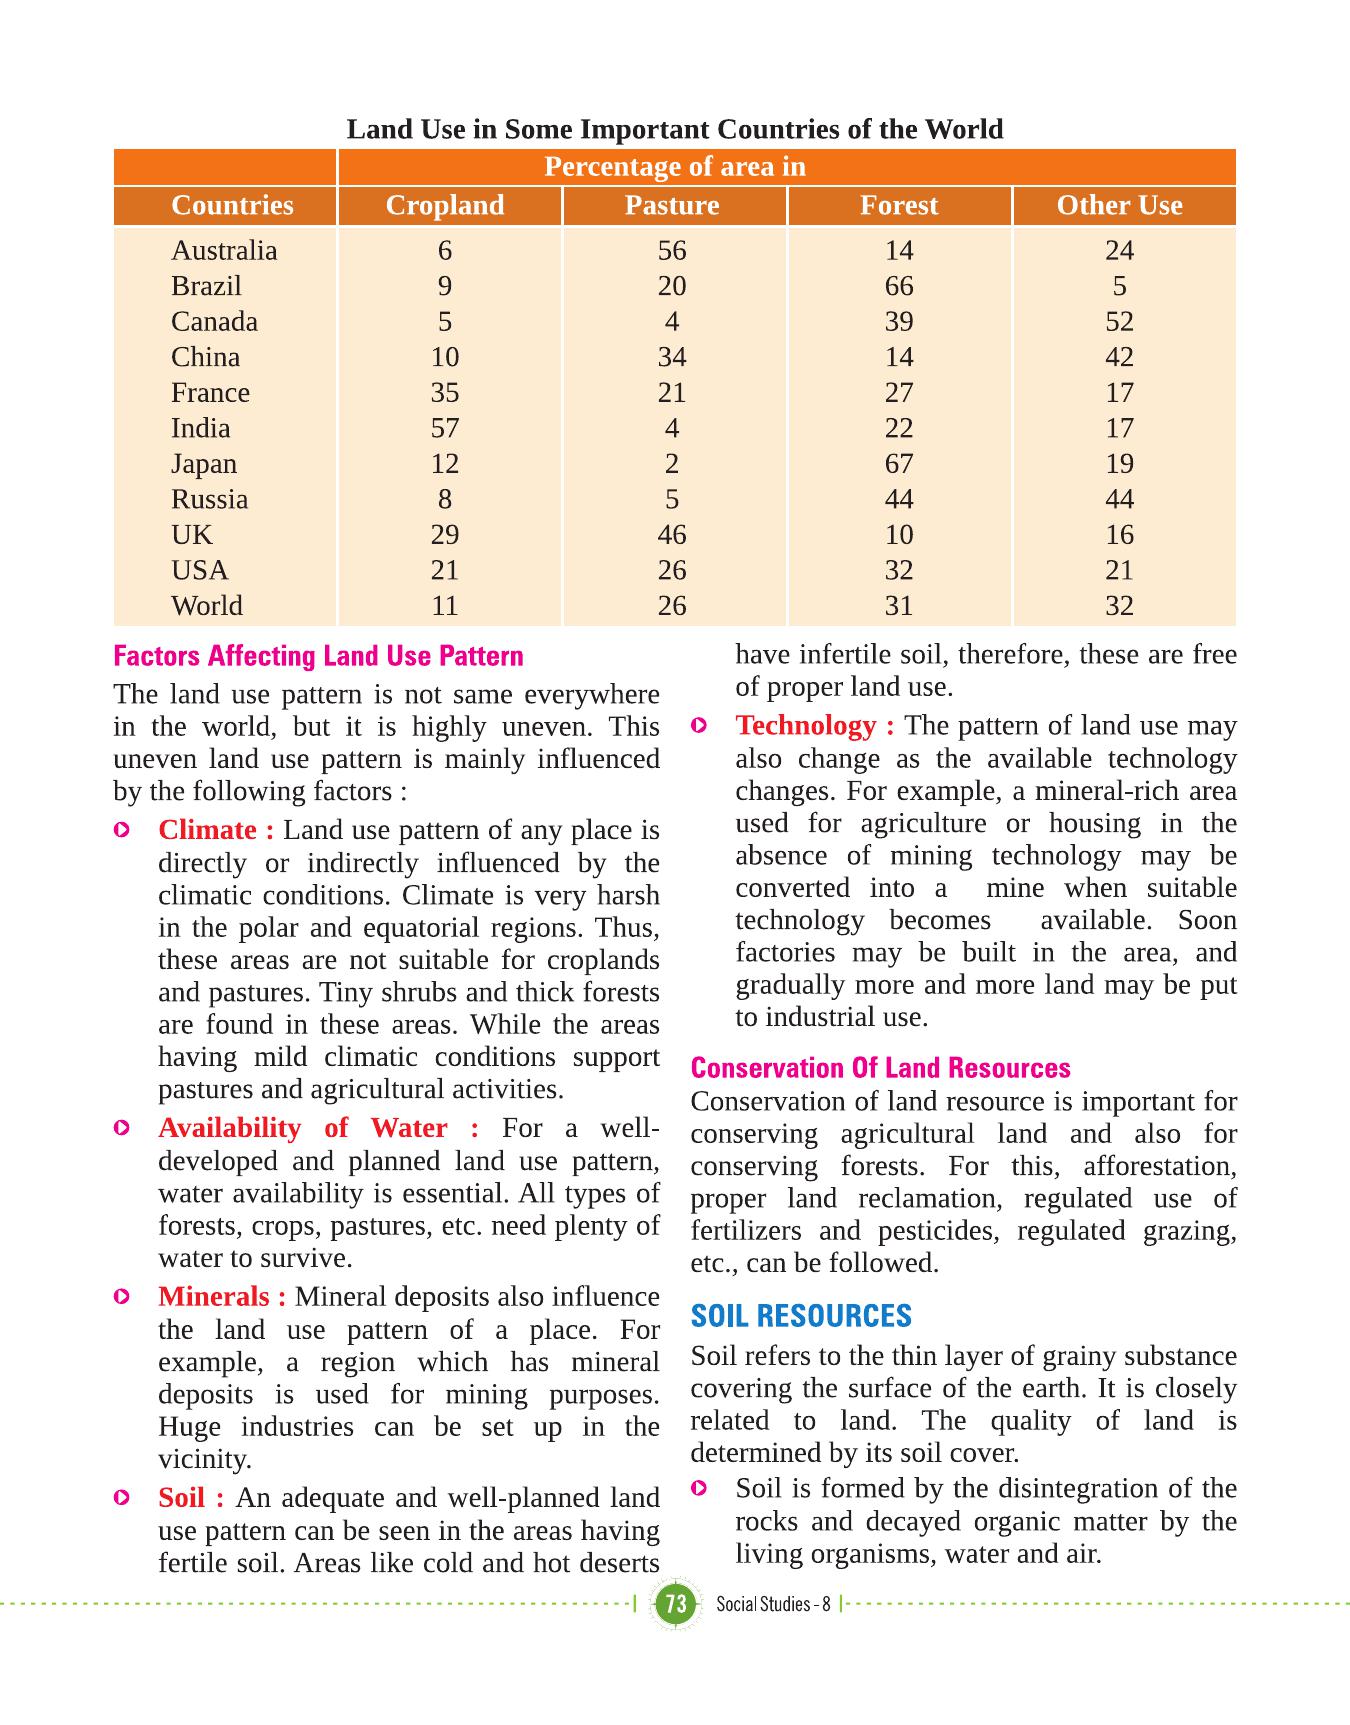 Land Use in Some Important Countries of the World
Percentage of area in
Countries Cropland Pasture Forest Other Use
Australia 6 56 14 24
Brazil 9 20 66 5
Canada 5 4 39 52
China 10 34 14 42
France 35 21 27 17
India 57 4 22 17
Japan 12 2 67 19
Russia 8 5 44 44
UK 29 46 10 16
USA 21 26 32 21
World 11 26 31 32
Factors Affecting Land Use Pattern
The land use pattern is not same everywhere
in the world, but it is highly uneven. This
uneven land use pattern is mainly influenced
by the following factors :
Climate : Land use pattern of any place is
directly or indirectly influenced by the
climatic conditions. Climate is very harsh
in the polar and equatorial regions. Thus,
these areas are not suitable for croplands
and pastures. Tiny shrubs and thick forests
are found in these areas. While the areas
having mild climatic conditions support
pastures and agricultural activities.
Availability of Water : For a well-
developed and planned land use pattern,
water availability is essential. All types of
forests, crops, pastures, etc. need plenty of
water to survive.
Minerals : Mineral deposits also influence
the land use pattern of a place. For
example, a region which has mineral
deposits is used for mining purposes.
Huge industries can be set up in the
vicinity.
Soil : An adequate and well-planned land
use pattern can be seen in the areas having
fertile soil. Areas like cold and hot deserts
have infertile soil, therefore, these are free
of proper land use.
Technology : The pattern of land use may
also change as the available technology
changes. For example, a mineral-rich area
used for agriculture or housing in the
absence of mining technology may be
converted into a mine when suitable
technology becomes available. Soon
factories may be built in the area, and
gradually more and more land may be put
to industrial use.
Conservation Of Land Resources
Conservation of land resource is important for
conserving agricultural land and also for
conserving forests. For this, afforestation,
proper land reclamation, regulated use of
fertilizers and pesticides, regulated grazing,
etc., can be followed.
SOIL RESOURCES
Soil refers to the thin layer of grainy substance
covering the surface of the earth. It is closely
related to land. The quality of land is
determined by its soil cover.
Soil is formed by the disintegration of the
rocks and decayed organic matter by the
living organisms, water and air.
73 Social Studies - 8